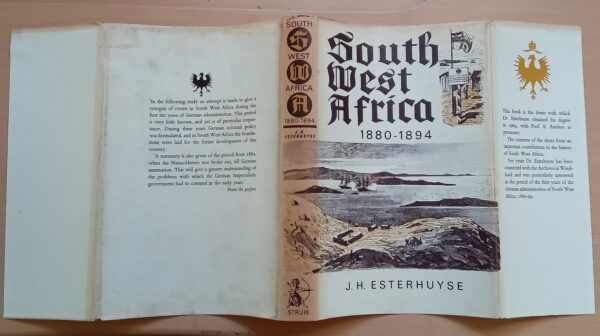 'In the following study an attempt is made to give a
synopsis of events in South West Africa during the
first ten years of German administration. This period
is very little known, and yet is of particular impor-
tance. During these years German colonial policy
was formulated, and in South West Africa the founda-
tions were laid for the future development of the
country.
'A summary is also given of the period from 1880,
when the Nama-Herero war broke out, till German
annexation. This will give a greater understanding of
the problems with which the German Imperialist
government had to contend in the early years.'
From the preface
SOUTH
S
WEST
W
AFRICA
A
1880-1894
J. H.
ESTERHUYSE
STRUIK
South
West
Africa
1880-1894
J. H. ESTERHUYSE
This book is the thesis with which
Dr. Esterhuyse obtained his degree
in 1964, with Prof. E. Axelson as
promoter.
The contents of the thesis form an
important contribution to the history
of South West Africa.
For years Dr. Esterhuyse has been
connected with the Archives in Wind-
hoek and was particularly interested
in the period of the first years of the
German administration of South West
Africa, 1880-94.